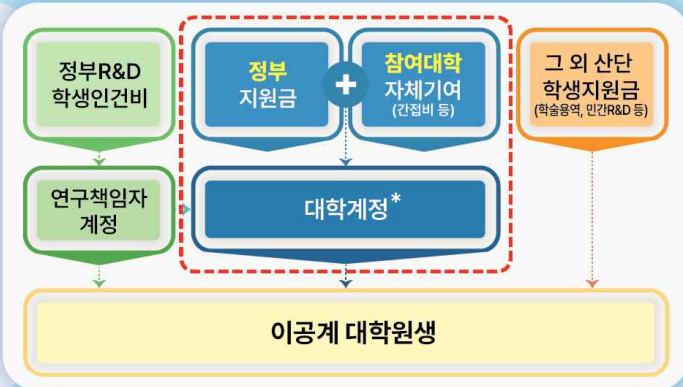 정부R&D
학생인건비
정부
지원금
+
참여대학
자체기여
(간접비 등)
그 외 산단
학생지원금
(학술용역, 민간R&D 등)
연구책임자
계정
대학계정*
이공계 대학원생